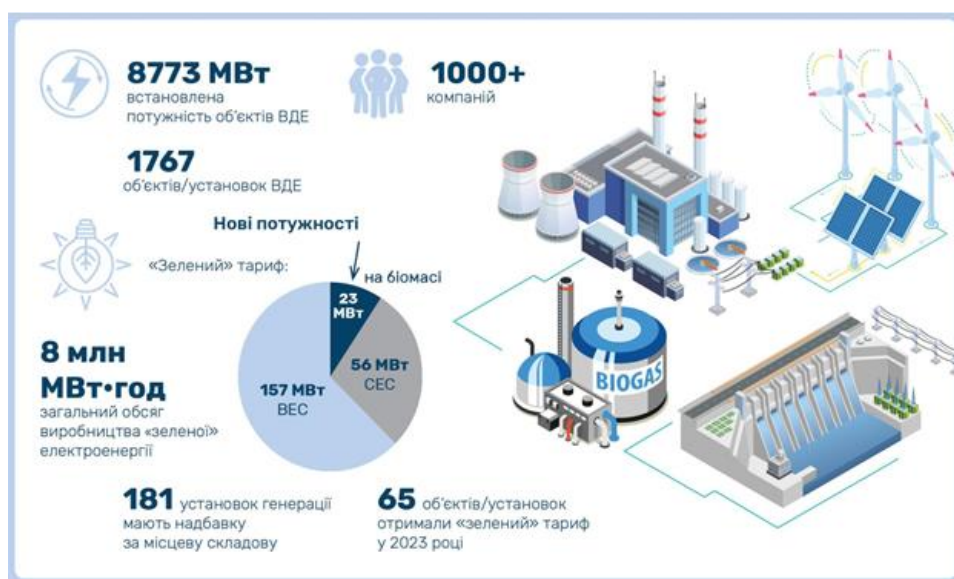 8773 МВт
встановлена
потужність об'єктів ВДЕ
1000+
компаній
1767
об'єктів/установок ВДЕ
Нові потужності
«Зелений» тариф:
на біомасі
23
МВт
56 МВт
СЕС
157 МВт
ВЕС
8 млн
МВт•год
загальний обсяг
виробництва «зеленої»
електроенергії
181 установок генерації
мають надбавку
за місцеву складову
65 об'єктів/установок
отримали «зелений» тариф
у 2023 році
BIOGAS